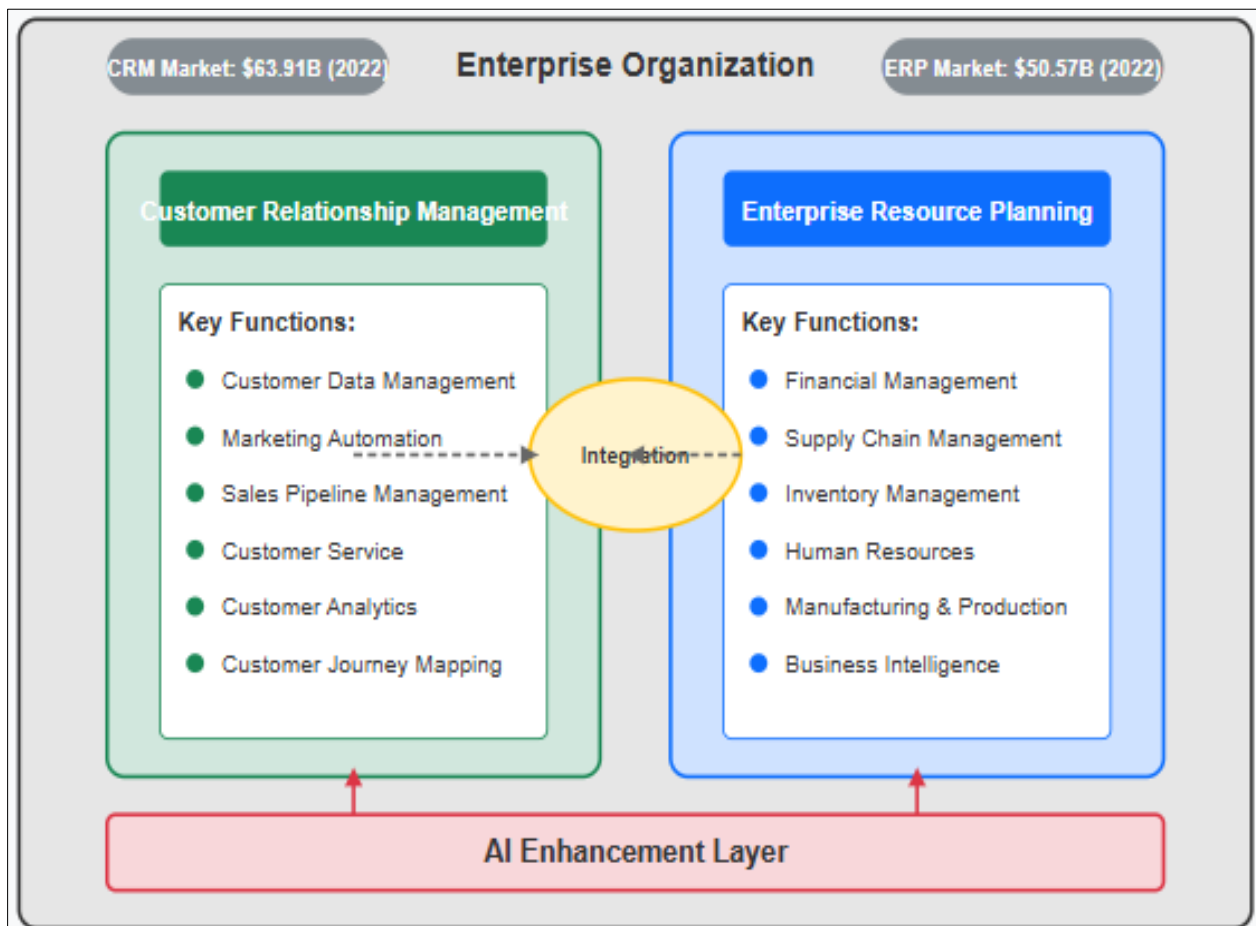 CRM Market: $63.91B (2022)
Enterprise Organization
ERP Market: $50.57B (2022)
Customer Relationship Management
Key Functions:
Customer Data Management
Marketing Automation
Sales Pipeline Management
Customer Service
Customer Analytics
Customer Journey Mapping
Integration
Enterprise Resource Planning
Key Functions:
Financial Management
Supply Chain Management
Inventory Management
Human Resources
Manufacturing & Production
Business Intelligence
AI Enhancement Layer